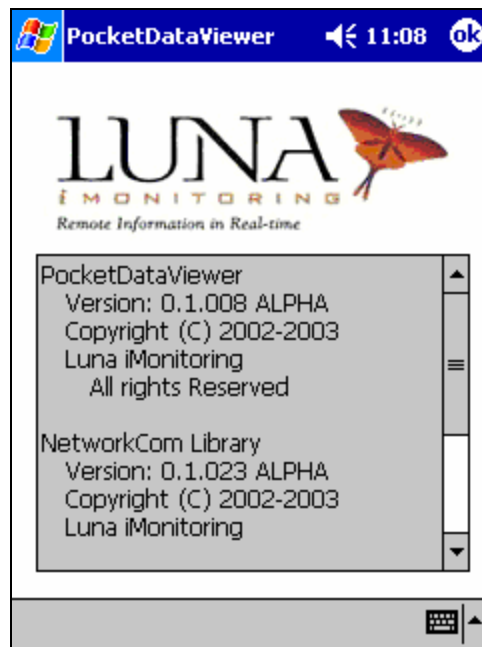 PocketDataViewer 11:08 ok
LUNA
iMONITORING
Remote Information in Real-time
PocketDataViewer
Version: 0.1.008 ALPHA
Copyright (C) 2002-2003
Luna iMonitoring
All rights Reserved
NetworkCom Library
Version: 0.1.023 ALPHA
Copyright (C) 2002-2003
Luna iMonitoring